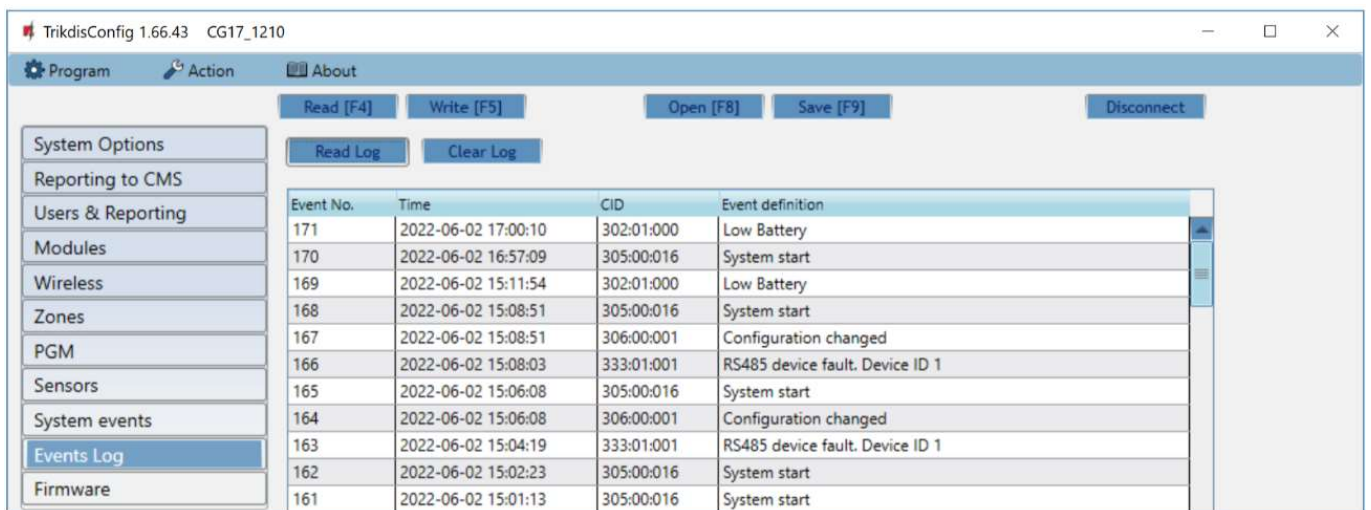 TrikdisConfig 1.66.43 CG17_1210
Program Action About
Read [F4] Write [F5] Open [F8] Save [F9] Disconnect
Read Log Clear Log
System Options
Reporting to CMS
Users & Reporting
Modules
Wireless
Zones
PGM
Sensors
System events
Events Log
Firmware
Event No. Time CID Event definition
171 2022-06-02 17:00:10 302:01:000 Low Battery
170 2022-06-02 16:57:09 305:00:016 System start
169 2022-06-02 15:11:54 302:01:000 Low Battery
168 2022-06-02 15:08:51 305:00:016 System start
167 2022-06-02 15:08:51 306:00:001 Configuration changed
166 2022-06-02 15:08:03 333:01:001 RS485 device fault. Device ID 1
165 2022-06-02 15:06:08 305:00:016 System start
164 2022-06-02 15:06:08 306:00:001 Configuration changed
163 2022-06-02 15:04:19 333:01:001 RS485 device fault. Device ID 1
162 2022-06-02 15:02:23 305:00:016 System start
161 2022-06-02 15:01:13 305:00:016 System start